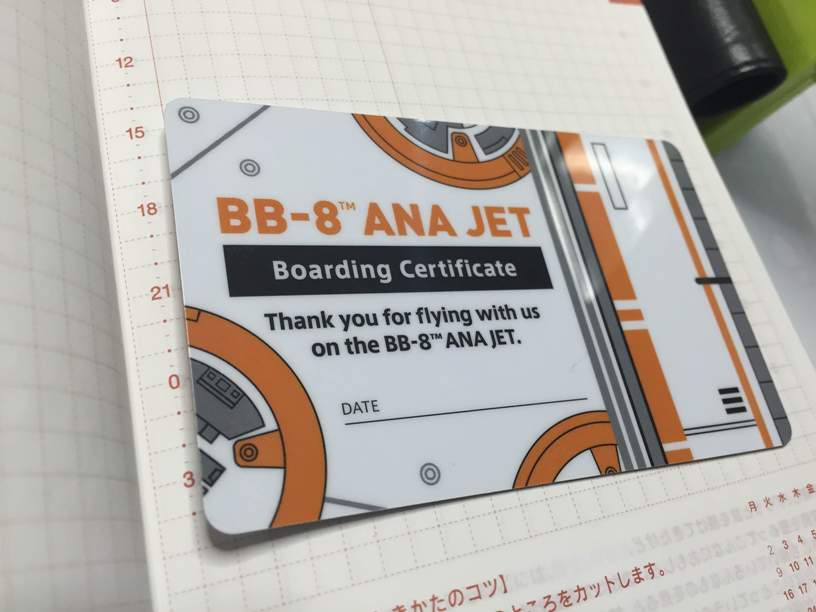 12
15
18
21
0
3
BB-8™ ANA JET
Boarding Certificate
Thank you for flying with us
on the BB-8™ ANA JET.
DATE
きかたのコツ】
ところをカットします。
月 火 水 木 金
2 3 4 5
9 10 11
16 17